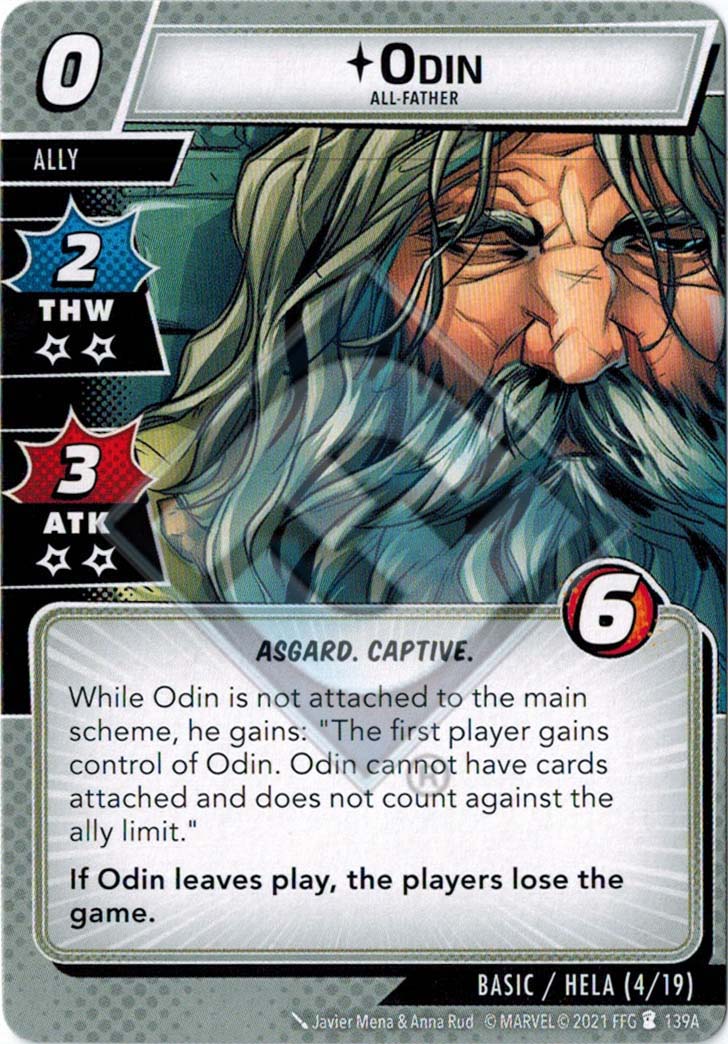 0
ODIN
ALL-FATHER
ALLY
2
THW
3
ATK
6
ASGARD. CAPTIVE.
While Odin is not attached to the main
scheme, he gains: "The first player gains
control of Odin. Odin cannot have cards
attached and does not count against the
ally limit."
If Odin leaves play, the players lose the
game.
BASIC / HELA (4/19)
Javier Mena & Anna Rud © MARVEL © 2021 FFG 139A
®